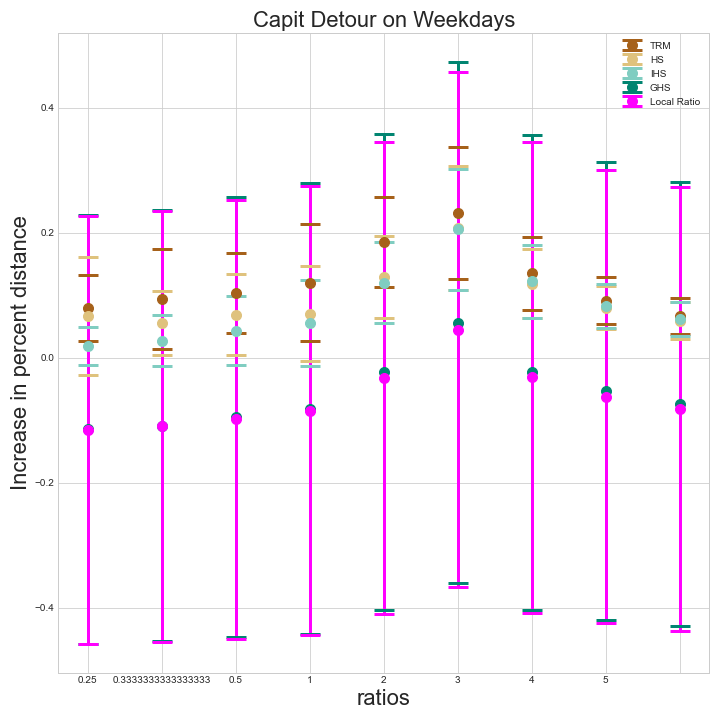 Capit Detour on Weekdays
TRM
HS
IHS
GHS
Local Ratio
Increase in percent distance
0.4
0.2
0.0
−0.2
−0.4
0.25 0.3333333333333333 0.5 1 2 3 4 5
ratios